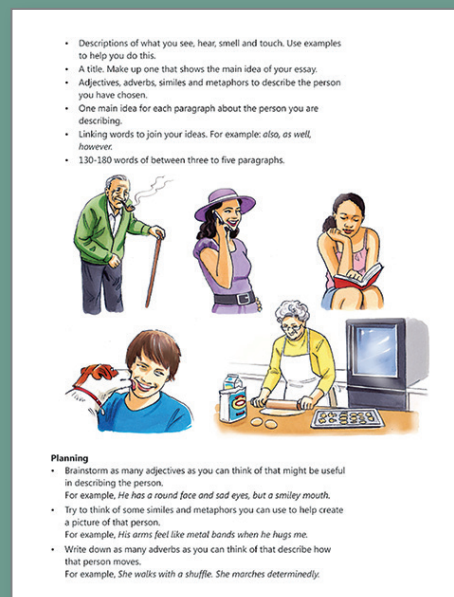 • Descriptions of what you see, hear, smell and touch. Use examples
to help you do this.
• A title. Make up one that shows the main idea of your essay.
• Adjectives, adverbs, similes and metaphors to describe the person
you have chosen.
• One main idea for each paragraph about the person you are
describing.
• Linking words to join your ideas. For example: also, as well,
however.
• 130-180 words of between three to five paragraphs.
Planning
• Brainstorm as many adjectives as you can think of that might be useful
in describing the person.
For example, He has a round face and sad eyes, but a smiley mouth.
• Try to think of some similes and metaphors you can use to help create
a picture of that person.
For example, His arms feel like metal bands when he hugs me.
• Write down as many adverbs as you can think of that describe how
that person moves.
For example, She walks with a shuffle. She marches determinedly.